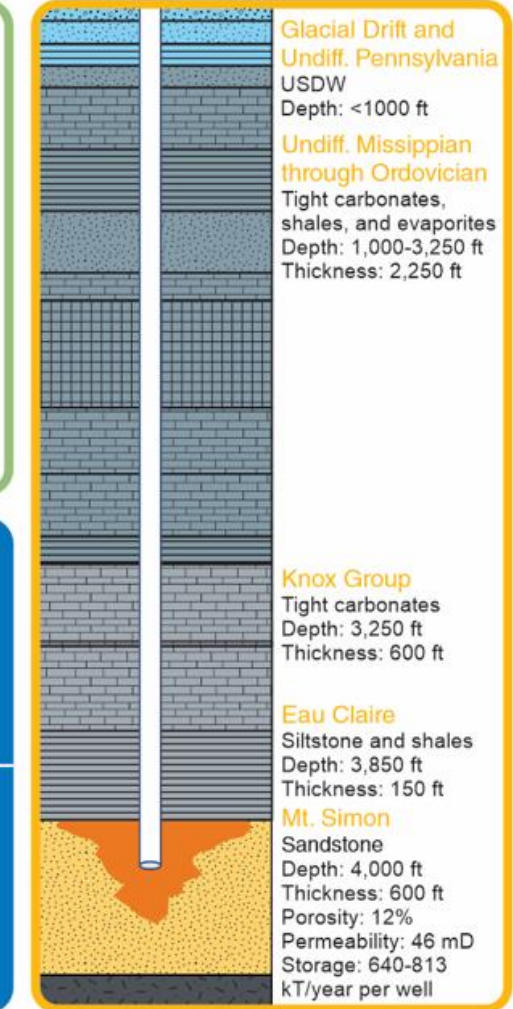 Glacial Drift and
Undiff. Pennsylvania
USDW
Depth: <1000 ft
Undiff. Missippian
through Ordovician
Tight carbonates,
shales, and evaporites
Depth: 1,000-3,250 ft
Thickness: 2,250 ft
Knox Group
Tight carbonates
Depth: 3,250 ft
Thickness: 600 ft
Eau Claire
Siltstone and shales
Depth: 3,850 ft
Thickness: 150 ft
Mt. Simon
Sandstone
Depth: 4,000 ft
Thickness: 600 ft
Porosity: 12%
Permeability: 46 mD
Storage: 640-813
kT/year per well